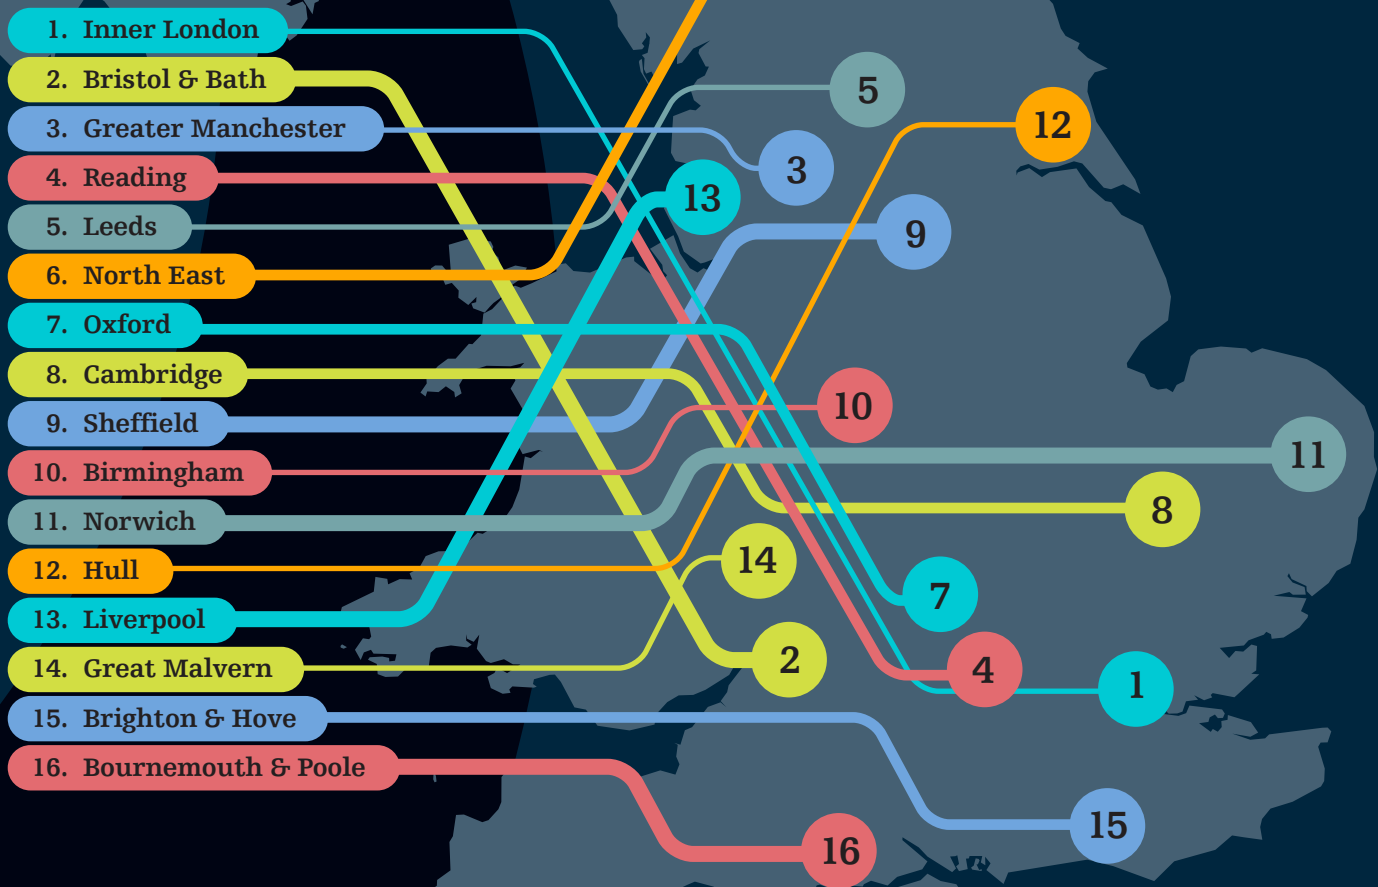 1. Inner London
2. Bristol & Bath
3. Greater Manchester
4. Reading
5. Leeds
6. North East
7. Oxford
8. Cambridge
9. Sheffield
10. Birmingham
11. Norwich
12. Hull
13. Liverpool
14. Great Malvern
15. Brighton & Hove
16. Bournemouth & Poole
5
12
3
13
9
10
11
8
14
7
2
4
1
15
16